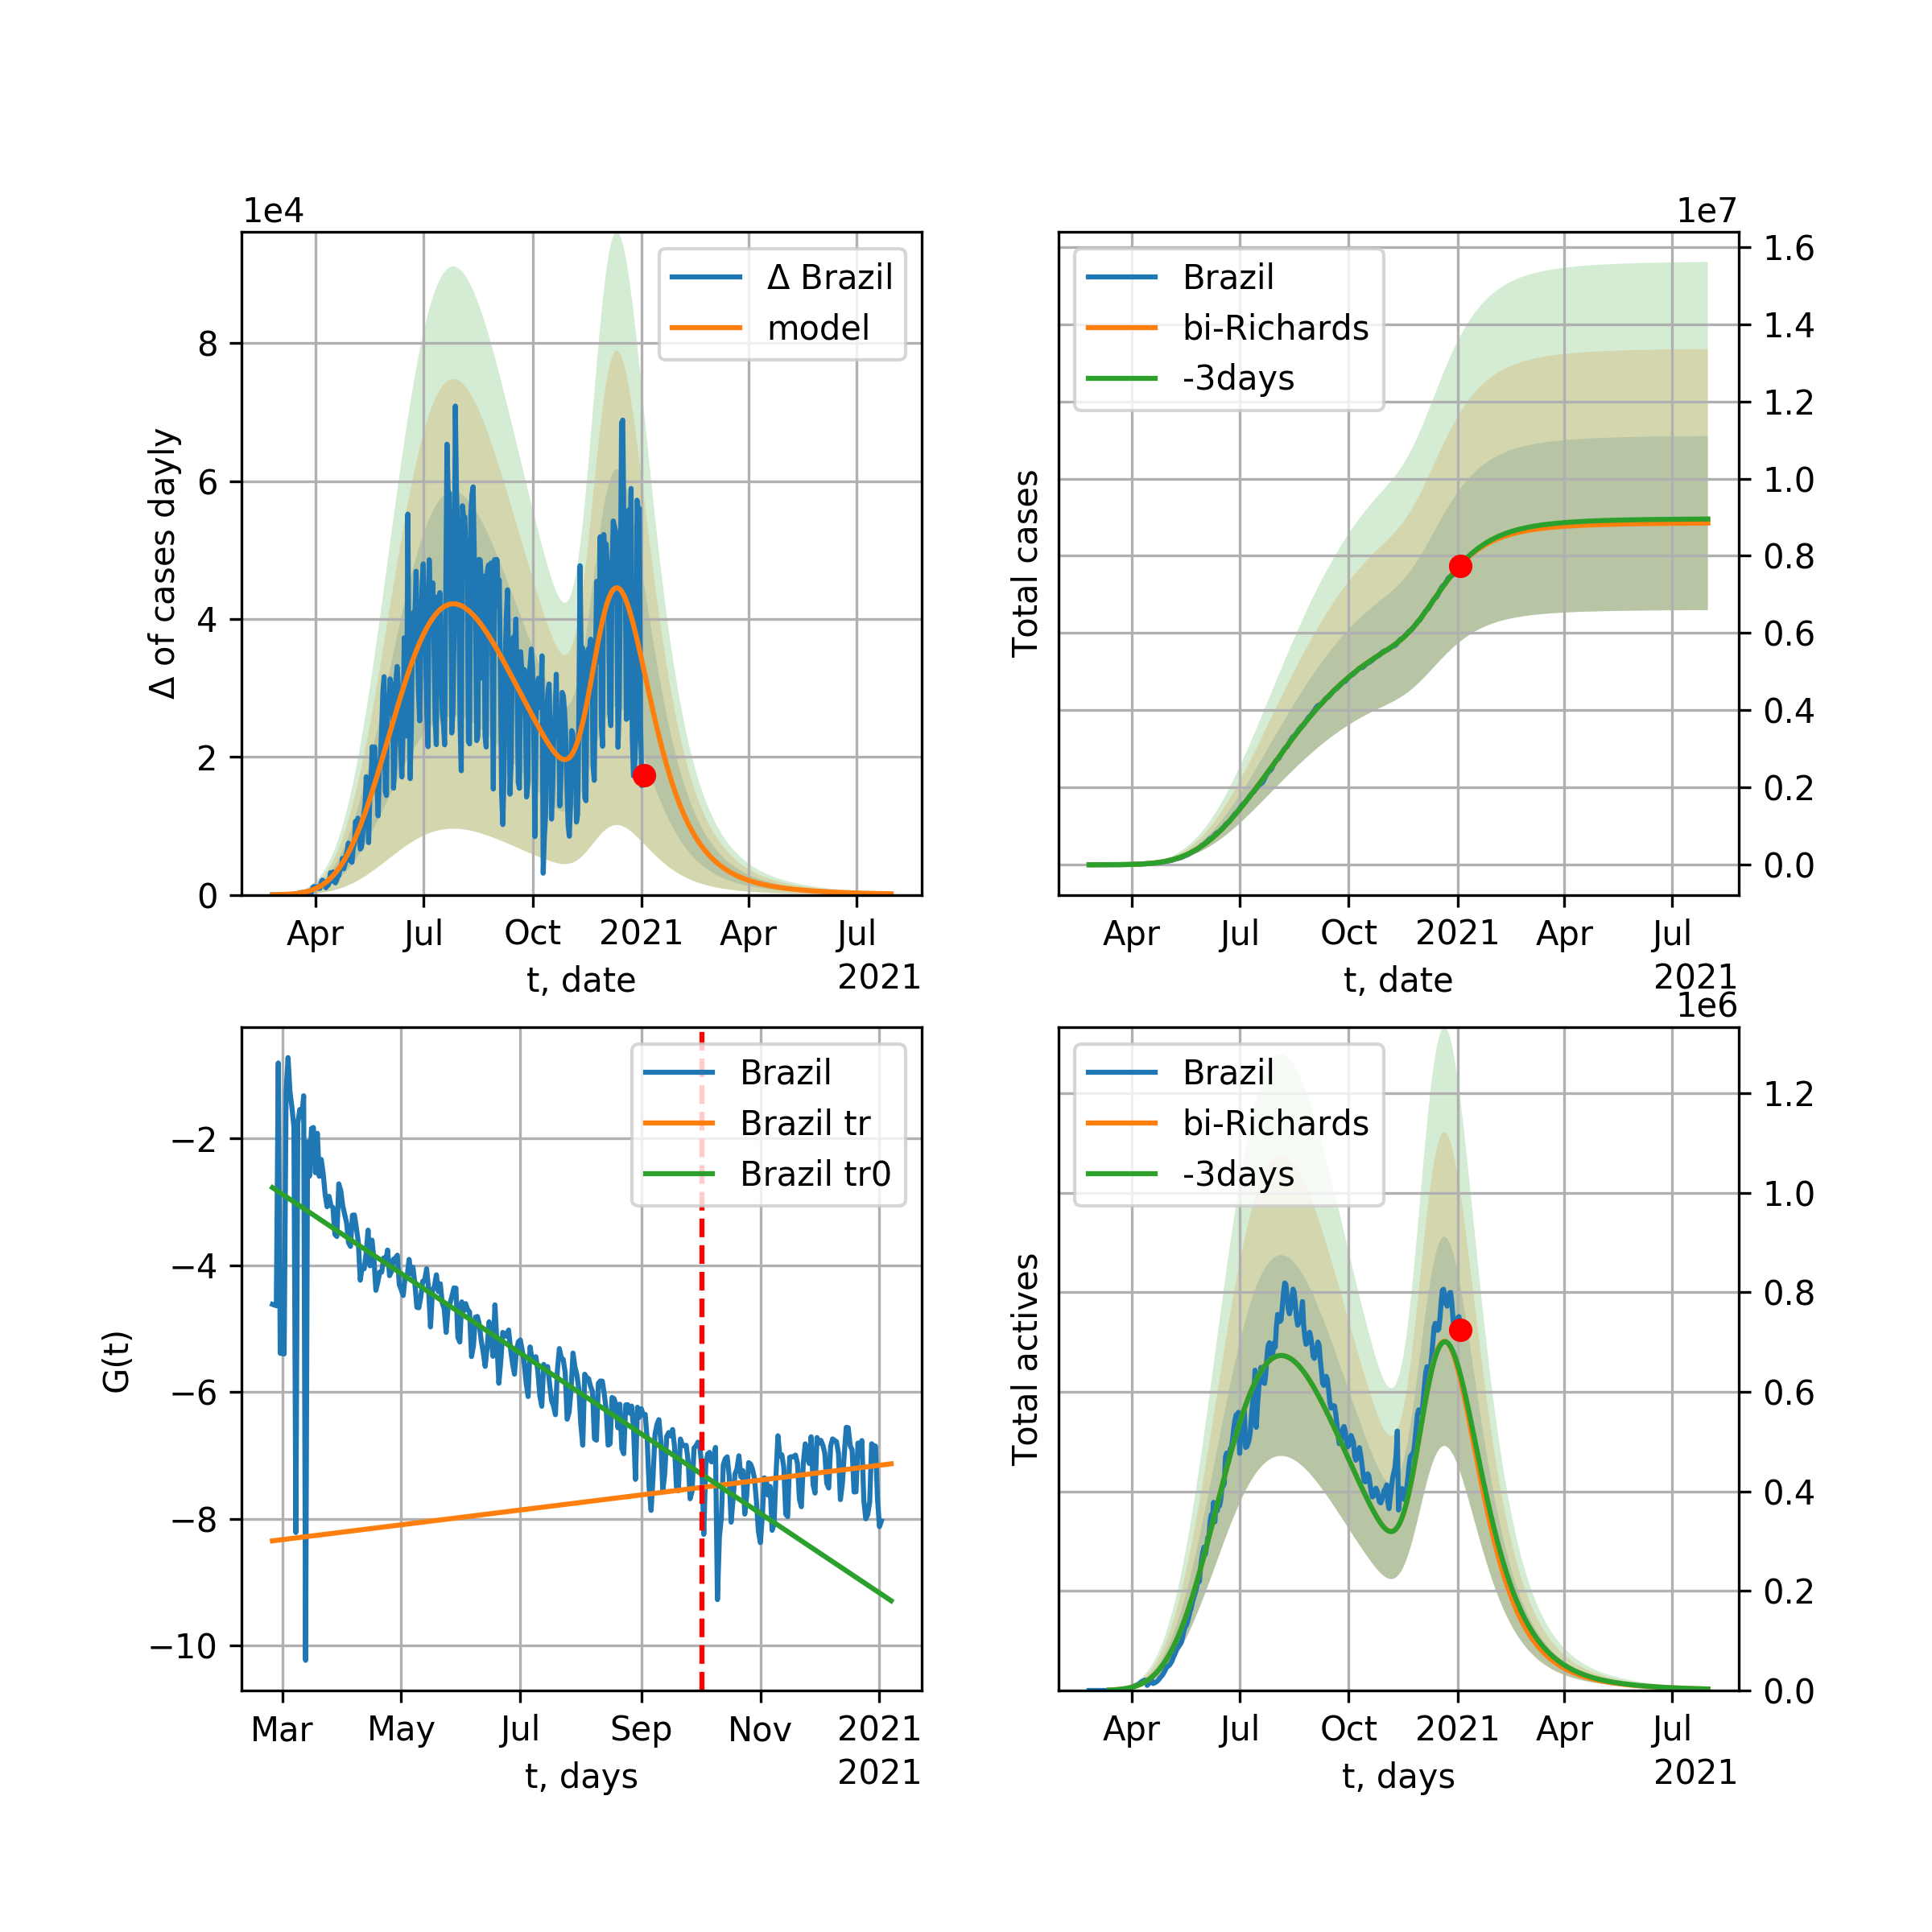 1e4
Δ of cases dayly
8
6
4
2
0
Δ Brazil
model
Apr Jul Oct 2021 Apr Jul
t, date
2021
1e7
Total cases
Brazil
bi-Richards
-3days
1.6
1.4
1.2
1.0
0.8
0.6
0.4
0.2
0.0
Apr Jul Oct 2021 Apr Jul
t, date
2021
G(t)
−2
−4
−6
−8
−10
Brazil
Brazil tr
Brazil tr0
Mar May Jul Sep Nov 2021
t, days
2021
1e6
Total actives
Brazil
bi-Richards
-3days
1.2
1.0
0.8
0.6
0.4
0.2
0.0
Apr Jul Oct 2021 Apr Jul
t, days
2021